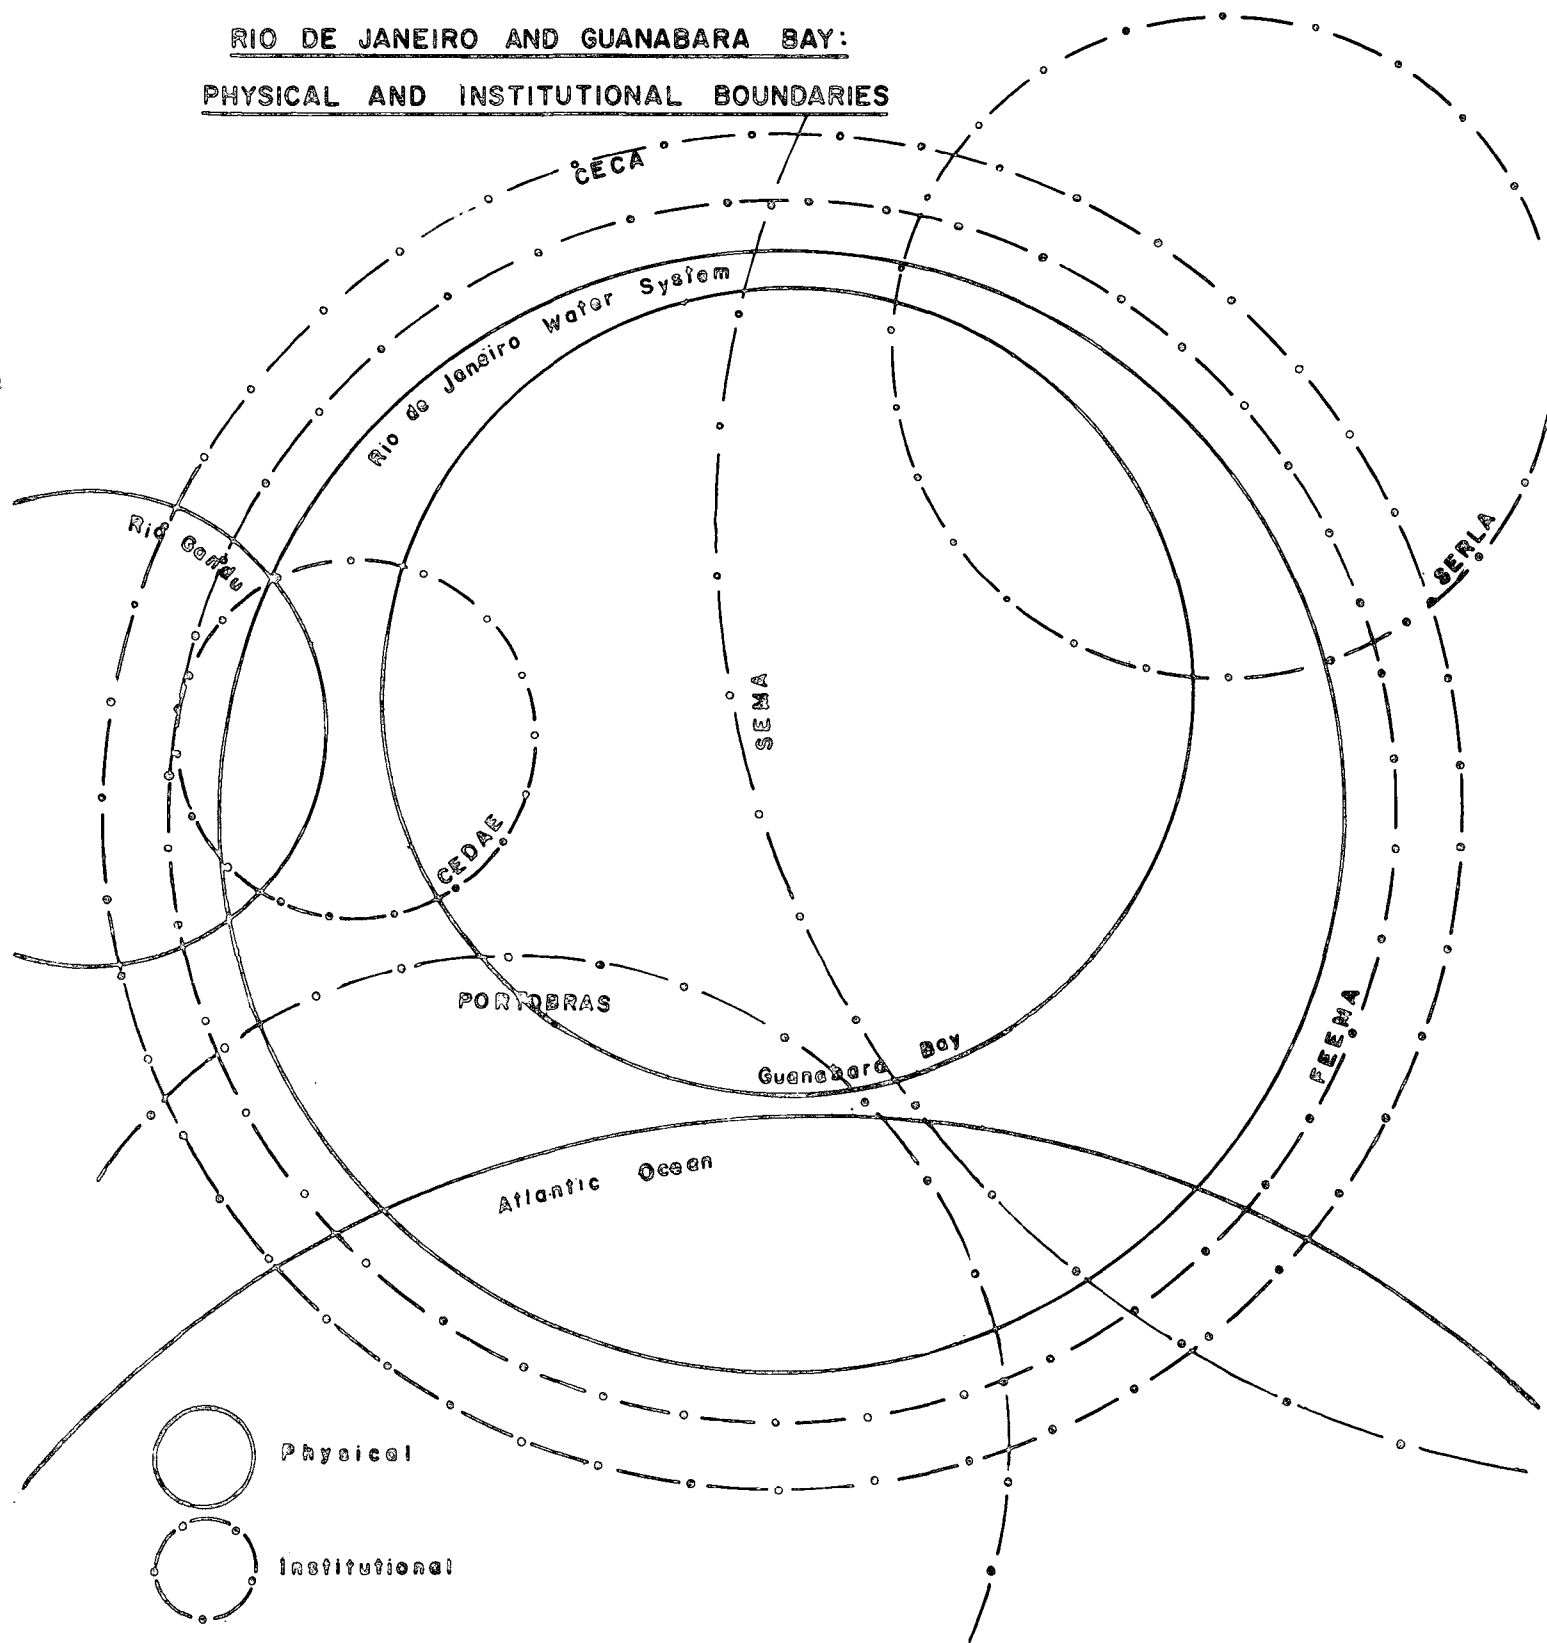 RIO DE JANEIRO AND GUANABARA BAY:
PHYSICAL AND INSTITUTIONAL BOUNDARIES
CECA
Rio de Janeiro Water System
Rio Gandu
SERLA
SEMA
CEDAE
PORTOBRAS
FEEMA
Guanabara Bay
Atlantic Ocean
Physical
Institutional